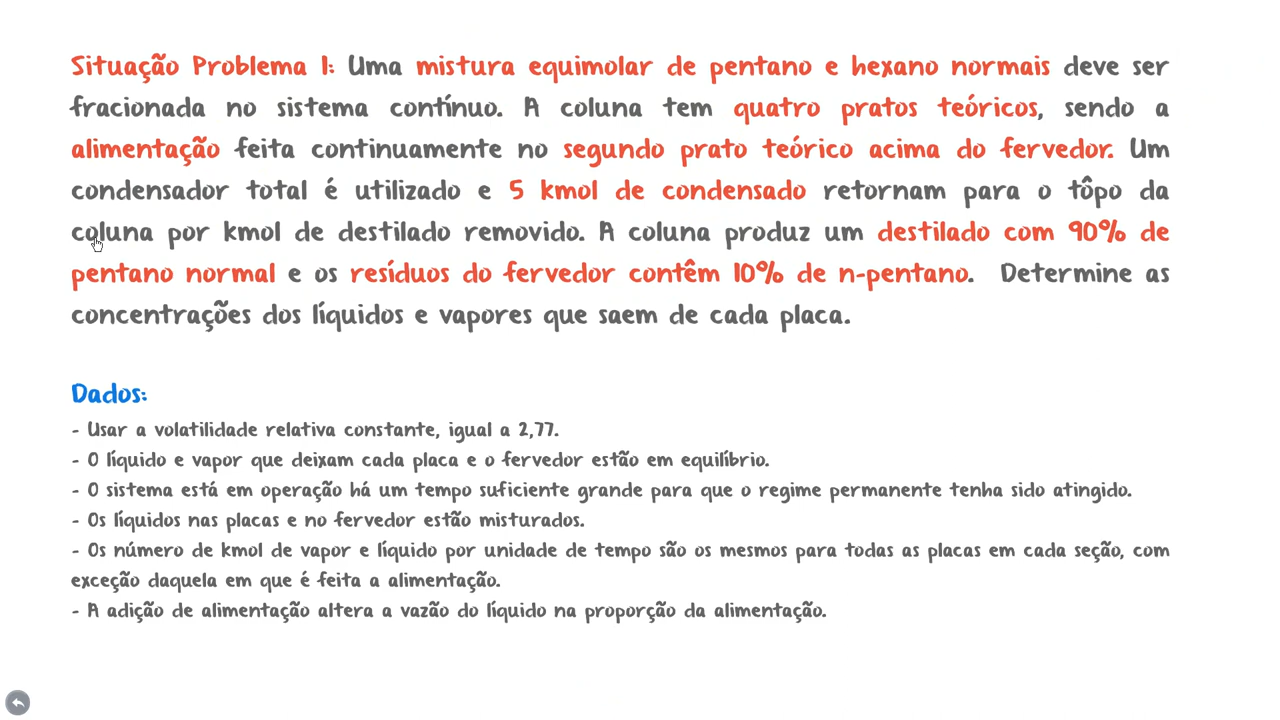 Situação Problema 1: Uma mistura equimolar de pentano e hexano normais deve ser
fracionada no sistema contínuo. A coluna tem quatro pratos teóricos, sendo a
alimentação feita continuamente no segundo prato teórico acima do fervedor. Um
condensador total é utilizado e 5 kmol de condensado retornam para o tôpo da
coluna por kmol de destilado removido. A coluna produz um destilado com 90% de
pentano normal e os resíduos do fervedor contêm 10% de n-pentano. Determine as
concentrações dos líquidos e vapores que saem de cada placa.
Dados:
- Usar a volatilidade relativa constante, igual a 2,77.
- O líquido e vapor que deixam cada placa e o fervedor estão em equilíbrio.
- O sistema está em operação há um tempo suficiente grande para que o regime permanente tenha sido atingido.
- Os líquidos nas placas e no fervedor estão misturados.
- Os número de kmol de vapor e líquido por unidade de tempo são os mesmos para todas as placas em cada seção, com
exceção daquela em que é feita a alimentação.
- A adição de alimentação altera a vazão do líquido na proporção da alimentação.